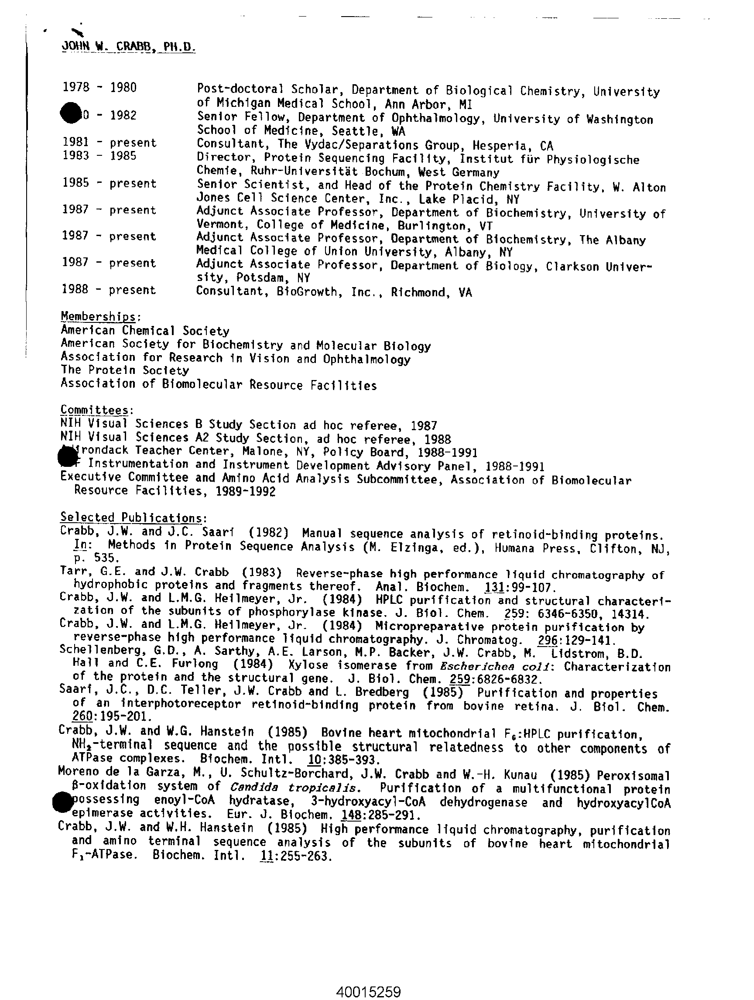 JOHN W. CRABB, PH.D.
1978 - 1980 Post-doctoral Scholar, Department of Biological Chemistry, University
of Michigan Medical School, Ann Arbor, MI
0 - 1982 Senior Fellow, Department of Ophthalmology, University of Washington
School of Medicine, Seattle, WA
1981 - present Consultant, The Vydac/Separations Group, Hesperia, CA
1983 - 1985 Director, Protein Sequencing Facility, Institut für Physiologische
Chemie, Ruhr-Universität Bochum, West Germany
1985 - present Senior Scientist, and Head of the Protein Chemistry Facility, W. Alton
Jones Cell Science Center, Inc., Lake Placid, NY
1987 - present Adjunct Associate Professor, Department of Biochemistry, University of
Vermont, College of Medicine, Burlington, VT
1987 - present Adjunct Associate Professor, Department of Biochemistry, The Albany
Medical College of Union University, Albany, NY
1987 - present Adjunct Associate Professor, Department of Biology, Clarkson Univer-
sity, Potsdam, NY
1988 - present Consultant, BioGrowth, Inc., Richmond, VA
Memberships:
American Chemical Society
American Society for Biochemistry and Molecular Biology
Association for Research in Vision and Ophthalmology
The Protein Society
Association of Biomolecular Resource Facilities
Committees:
NIH Visual Sciences B Study Section ad hoc referee, 1987
NIH Visual Sciences A2 Study Section, ad hoc referee, 1988
rondack Teacher Center, Malone, NY, Policy Board, 1988-1991
F Instrumentation and Instrument Development Advisory Panel, 1988-1991
Executive Committee and Amino Acid Analysis Subcommittee, Association of Biomolecular
Resource Facilities, 1989-1992
Selected Publications:
Crabb, J.W. and J.C. Saari (1982) Manual sequence analysis of retinoid-binding proteins.
In: Methods in Protein Sequence Analysis (M. Elzinga, ed.), Humana Press, Clifton, NJ,
p. 535.
Tarr, G.E. and J.W. Crabb (1983) Reverse-phase high performance liquid chromatography of
hydrophobic proteins and fragments thereof. Anal. Biochem. 131:99-107.
Crabb, J.W. and L.M.G. Heilmeyer, Jr. (1984) HPLC purification and structural characteri-
zation of the subunits of phosphorylase kinase. J. Biol. Chem. 259: 6346-6350, 14314.
Crabb, J.W. and L.M.G. Heilmeyer, Jr. (1984) Micropreparative protein purification by
reverse-phase high performance liquid chromatography. J. Chromatog. 296:129-141.
Schellenberg, G.D., A. Sarthy, A.E. Larson, M.P. Backer, J.W. Crabb, M. Lidstrom, B.D.
Hall and C.E. Furlong (1984) Xylose isomerase from Escherichea coli: Characterization
of the protein and the structural gene. J. Biol. Chem. 259:6826-6832.
Saari, J.C., D.C. Teller, J.W. Crabb and L. Bredberg (1985) Purification and properties
of an interphotoreceptor retinoid-binding protein from bovine retina. J. Biol. Chem.
260:195-201.
Crabb, J.W. and W.G. Hanstein (1985) Bovine heart mitochondrial F₆:HPLC purification,
NH₂-terminal sequence and the possible structural relatedness to other components of
ATPase complexes. Biochem. Intl. 10:385-393.
Moreno de la Garza, M., U. Schultz-Borchard, J.W. Crabb and W.-H. Kunau (1985) Peroxisomal
β-oxidation system of Candida tropicalis. Purification of a multifunctional protein
possessing enoyl-CoA hydratase, 3-hydroxyacyl-CoA dehydrogenase and hydroxyacylCoA
epimerase activities. Eur. J. Biochem. 148:285-291.
Crabb, J.W. and W.H. Hanstein (1985) High performance liquid chromatography, purification
and amino terminal sequence analysis of the subunits of bovine heart mitochondrial
F₁-ATPase. Biochem. Intl. 11:255-263.
40015259